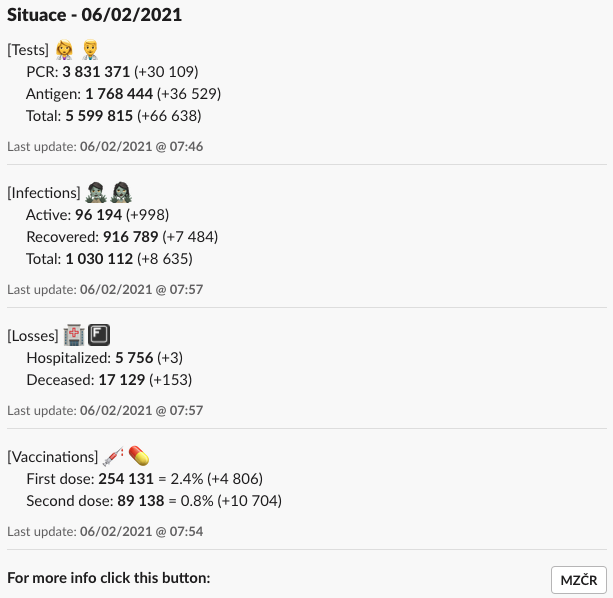 Situace - 06/02/2021
[Tests]
PCR: 3 831 371 (+30 109)
Antigen: 1 768 444 (+36 529)
Total: 5 599 815 (+66 638)
Last update: 06/02/2021 @ 07:46
[Infections]
Active: 96 194 (+998)
Recovered: 916 789 (+7 484)
Total: 1 030 112 (+8 635)
Last update: 06/02/2021 @ 07:57
[Losses] F
Hospitalized: 5 756 (+3)
Deceased: 17 129 (+153)
Last update: 06/02/2021 @ 07:57
[Vaccinations]
First dose: 254 131 = 2.4% (+4 806)
Second dose: 89 138 = 0.8% (+10 704)
Last update: 06/02/2021 @ 07:54
For more info click this button:
MZČR